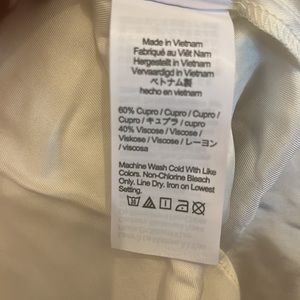 Made in Vietnam
Fabriqué au Viêt Nam
Hergestellt in Vietnam
Vervaardigd in Vietnam
ベトナム製
hecho en vietnam
60% Cupro / Cupro / Cupro
/ Cupro / Cupro / Cupro /
Cupro / キュプラ / cupro
40% Viscose / Viscose /
Viskose / Viscose / レーヨン
/ viscosa
Machine Wash Cold With Like
Colors. Non-Chlorine Bleach
Only. Line Dry. Iron on Lowest
Setting.